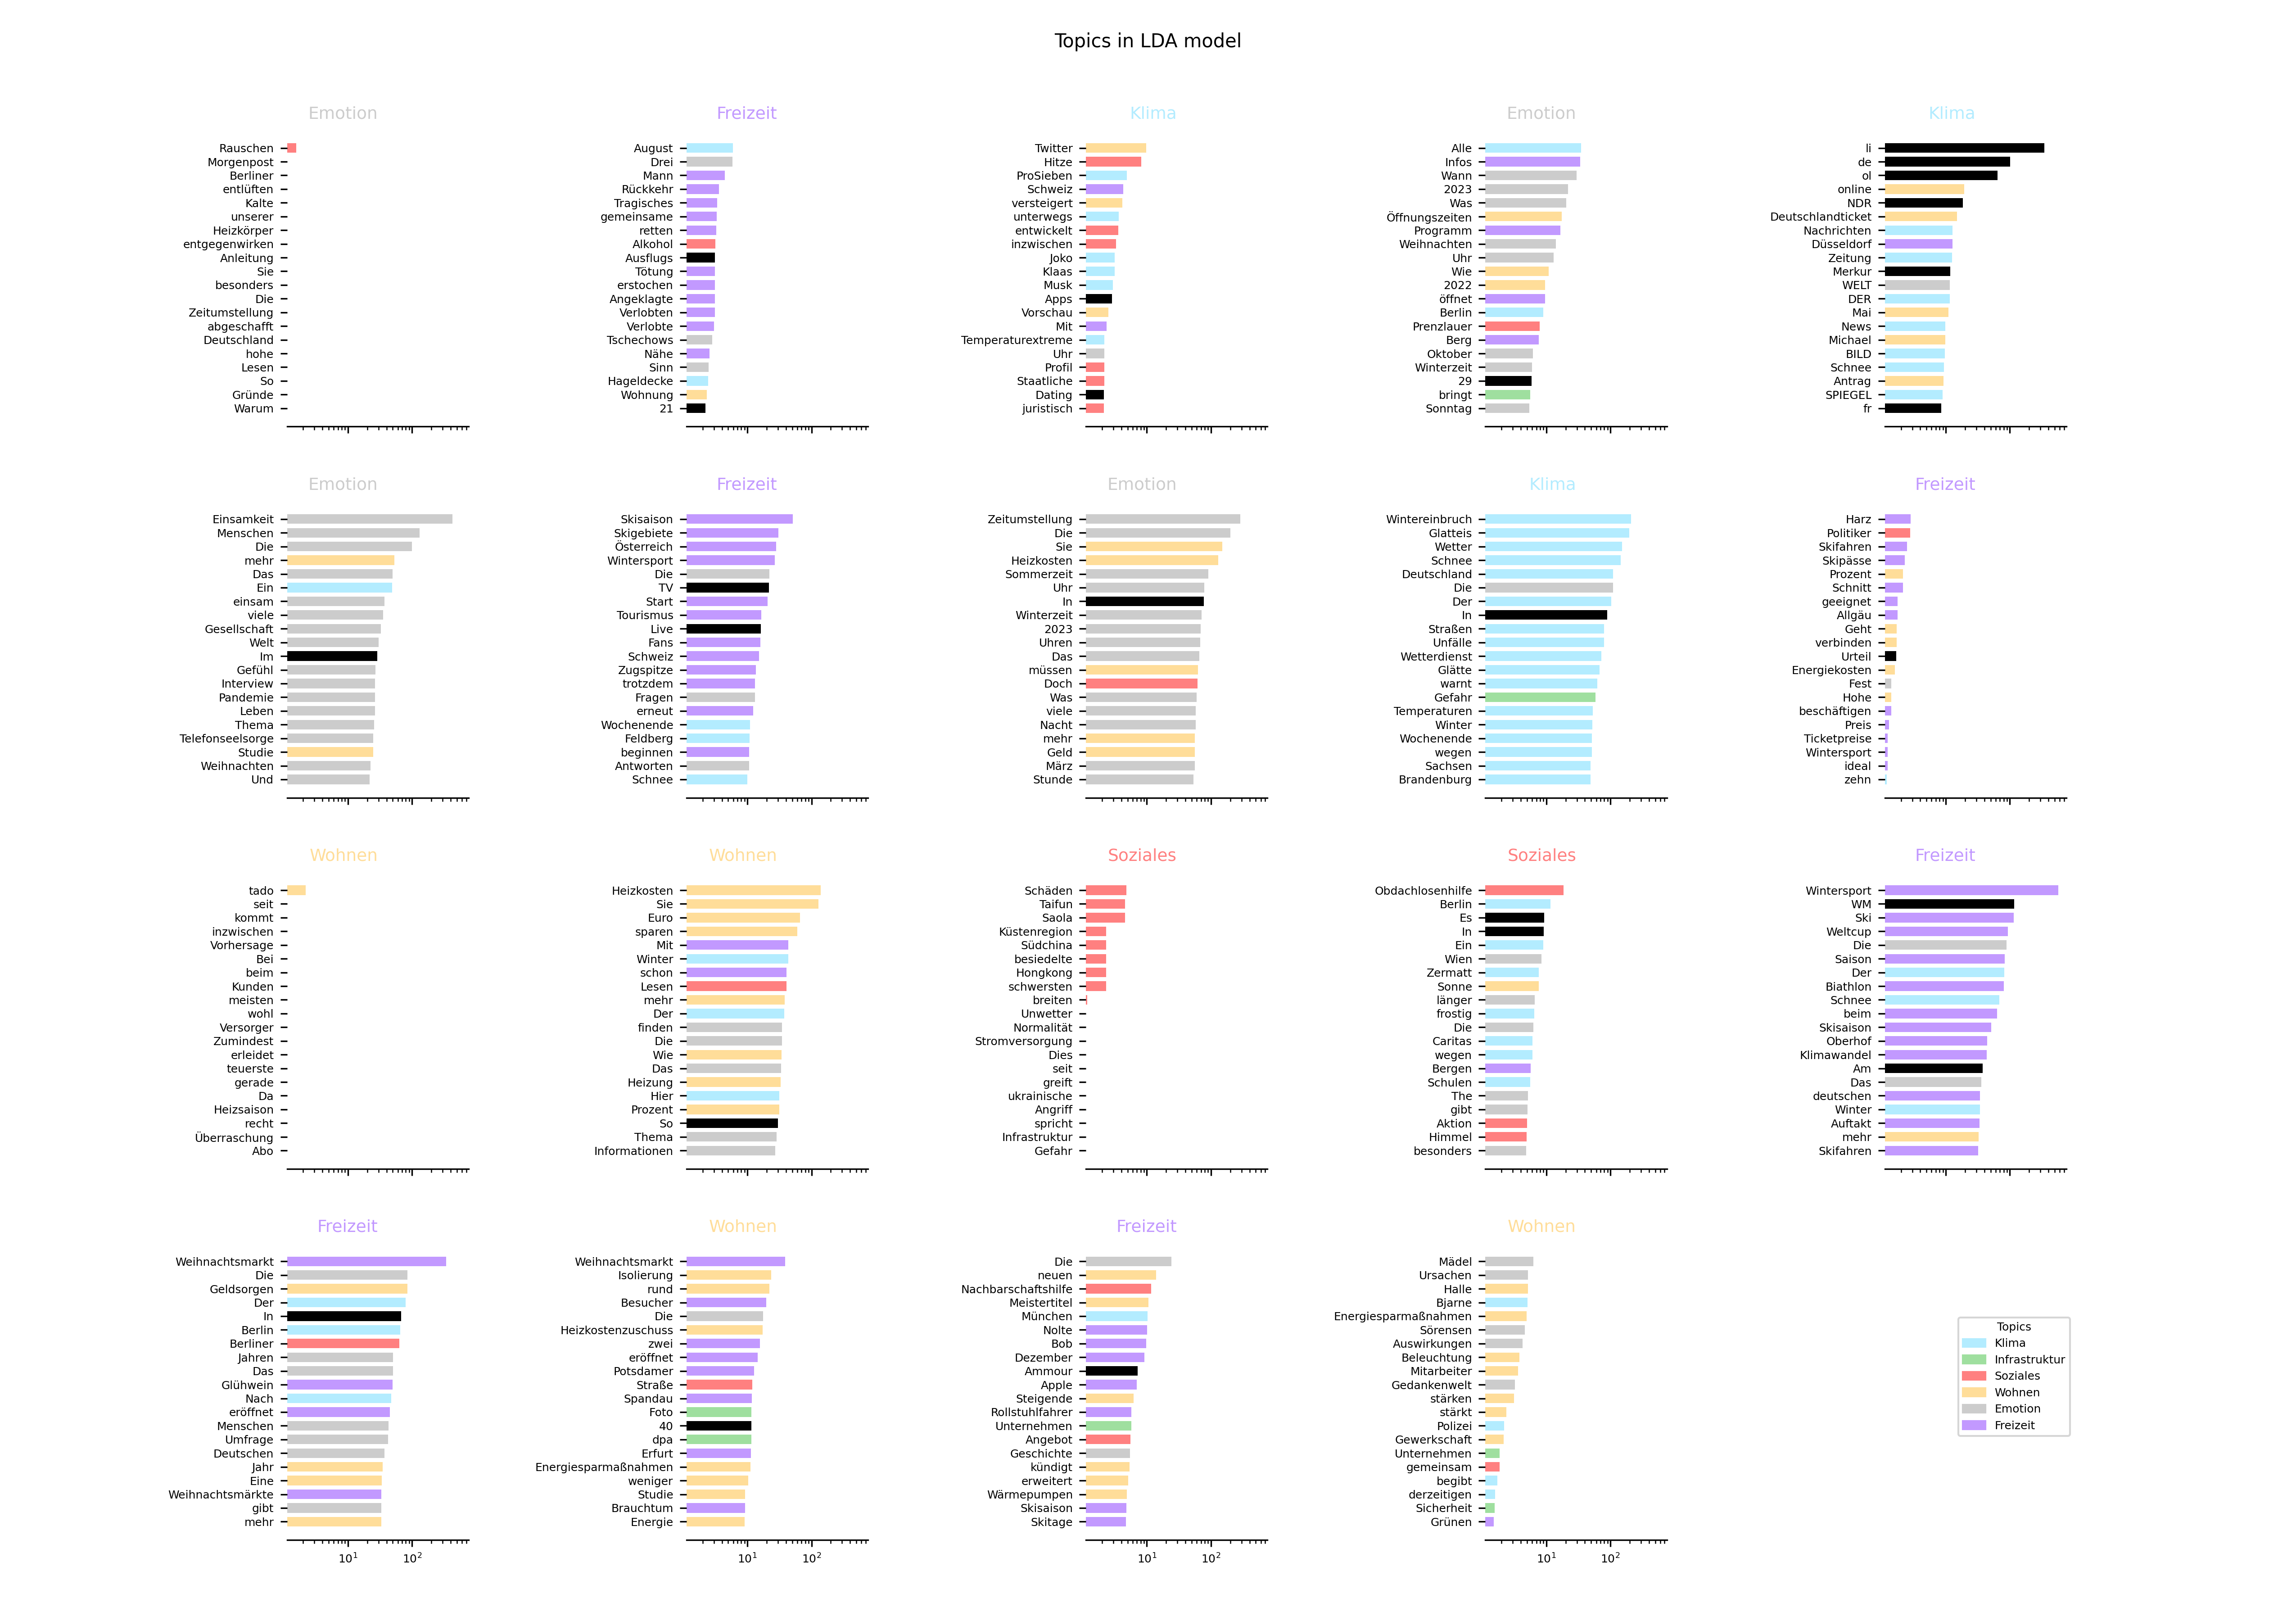 Topics in LDA model
Emotion
Rauschen
Morgenpost
Berliner
entlüften
Kalte
unserer
Heizkörper
entgegenwirken
Anleitung
Sie
besonders
Die
Zeitumstellung
abgeschafft
Deutschland
hohe
Lesen
So
Gründe
Warum
Freizeit
August
Drei
Mann
Rückkehr
Tragisches
gemeinsame
retten
Alkohol
Ausflugs
Tötung
erstochen
Angeklagte
Verlobten
Verlobte
Tschechows
Nähe
Sinn
Hageldecke
Wohnung
21
Klima
Twitter
Hitze
ProSieben
Schweiz
versteigert
unterwegs
entwickelt
inzwischen
Joko
Klaas
Musk
Apps
Vorschau
Mit
Temperaturextreme
Uhr
Profil
Staatliche
Dating
juristisch
Emotion
Alle
Infos
Wann
2023
Was
Öffnungszeiten
Programm
Weihnachten
Uhr
Wie
2022
öffnet
Berlin
Prenzlauer
Berg
Oktober
Winterzeit
29
bringt
Sonntag
Klima
li
de
ol
online
NDR
Deutschlandticket
Nachrichten
Düsseldorf
Zeitung
Merkur
WELT
DER
Mai
News
Michael
BILD
Schnee
Antrag
SPIEGEL
fr
Emotion
Einsamkeit
Menschen
Die
mehr
Das
Ein
einsam
viele
Gesellschaft
Welt
Im
Gefühl
Interview
Pandemie
Leben
Thema
Telefonseelsorge
Studie
Weihnachten
Und
Freizeit
Skisaison
Skigebiete
Österreich
Wintersport
Die
TV
Start
Tourismus
Live
Fans
Schweiz
Zugspitze
trotzdem
Fragen
erneut
Wochenende
Feldberg
beginnen
Antworten
Schnee
Emotion
Zeitumstellung
Die
Sie
Heizkosten
Sommerzeit
Uhr
In
Winterzeit
2023
Uhren
Das
müssen
Doch
Was
viele
Nacht
mehr
Geld
März
Stunde
Klima
Wintereinbruch
Glatteis
Wetter
Schnee
Deutschland
Die
Der
In
Straßen
Unfälle
Wetterdienst
Glätte
warnt
Gefahr
Temperaturen
Winter
Wochenende
wegen
Sachsen
Brandenburg
Freizeit
Harz
Politiker
Skifahren
Skipässe
Prozent
Schnitt
geeignet
Allgäu
Geht
verbinden
Urteil
Energiekosten
Fest
Hohe
beschäftigen
Preis
Ticketpreise
Wintersport
ideal
zehn
Wohnen
tado
seit
kommt
inzwischen
Vorhersage
Bei
beim
Kunden
meisten
wohl
Versorger
Zumindest
erleidet
teuerste
gerade
Da
Heizsaison
recht
Überraschung
Abo
Wohnen
Heizkosten
Sie
Euro
sparen
Mit
Winter
schon
Lesen
mehr
Der
finden
Die
Wie
Das
Heizung
Hier
Prozent
So
Thema
Informationen
Soziales
Schäden
Taifun
Saola
Küstenregion
Südchina
besiedelte
Hongkong
schwersten
breiten
Unwetter
Normalität
Stromversorgung
Dies
seit
greift
ukrainische
Angriff
spricht
Infrastruktur
Gefahr
Soziales
Obdachlosenhilfe
Berlin
Es
In
Ein
Wien
Zermatt
Sonne
länger
frostig
Die
Caritas
wegen
Bergen
Schulen
The
gibt
Aktion
Himmel
besonders
Freizeit
Wintersport
WM
Ski
Weltcup
Die
Saison
Der
Biathlon
Schnee
beim
Skisaison
Oberhof
Klimawandel
Am
Das
deutschen
Winter
Auftakt
mehr
Skifahren
Freizeit
Weihnachtsmarkt
Die
Geldsorgen
Der
In
Berlin
Berliner
Jahren
Das
Glühwein
Nach
eröffnet
Menschen
Umfrage
Deutschen
Jahr
Eine
Weihnachtsmärkte
gibt
mehr
10¹ 10²
Wohnen
Weihnachtsmarkt
Isolierung
rund
Besucher
Die
Heizkostenzuschuss
zwei
eröffnet
Potsdamer
Straße
Spandau
Foto
40
dpa
Erfurt
Energiesparmaßnahmen
weniger
Studie
Brauchtum
Energie
10¹ 10²
Freizeit
Die
neuen
Nachbarschaftshilfe
Meistertitel
München
Nolte
Bob
Dezember
Ammour
Apple
Steigende
Rollstuhlfahrer
Unternehmen
Angebot
Geschichte
kündigt
erweitert
Wärmepumpen
Skisaison
Skitage
10¹ 10²
Wohnen
Mädel
Ursachen
Halle
Bjarne
Energiesparmaßnahmen
Sörensen
Auswirkungen
Beleuchtung
Mitarbeiter
Gedankenwelt
stärken
stärkt
Polizei
Gewerkschaft
Unternehmen
gemeinsam
begibt
derzeitigen
Sicherheit
Grünen
10¹ 10²
Topics
Klima
Infrastruktur
Soziales
Wohnen
Emotion
Freizeit